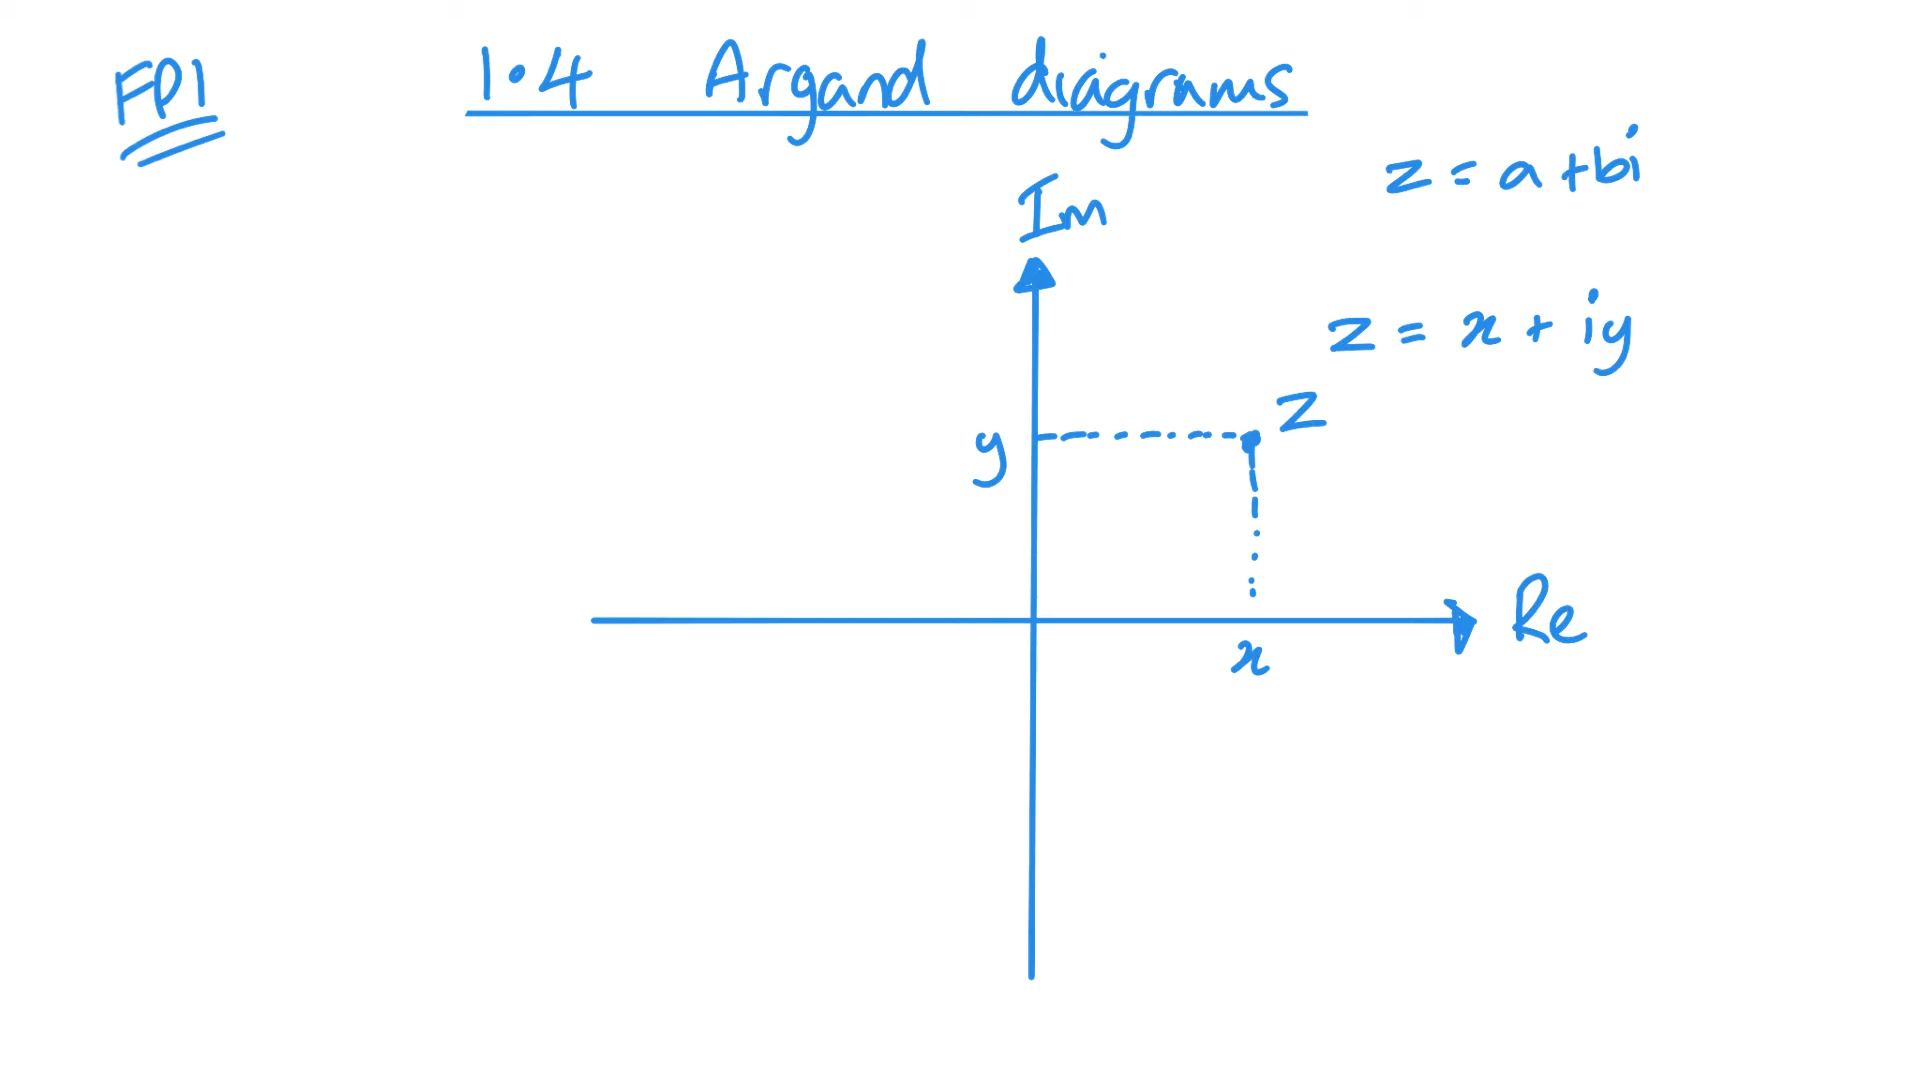 FP1
1.4 Argand diagrams
z = a + bi
Im
z = x + iy
z
y
Re
x